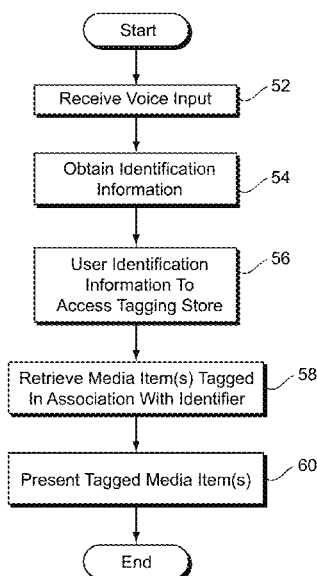 Start
Receive Voice Input
52
Obtain Identification
Information
54
User Identification
Information To
Access Tagging Store
56
Retrieve Media Item(s) Tagged
In Association With Identifier
58
Present Tagged Media Item(s)
60
End